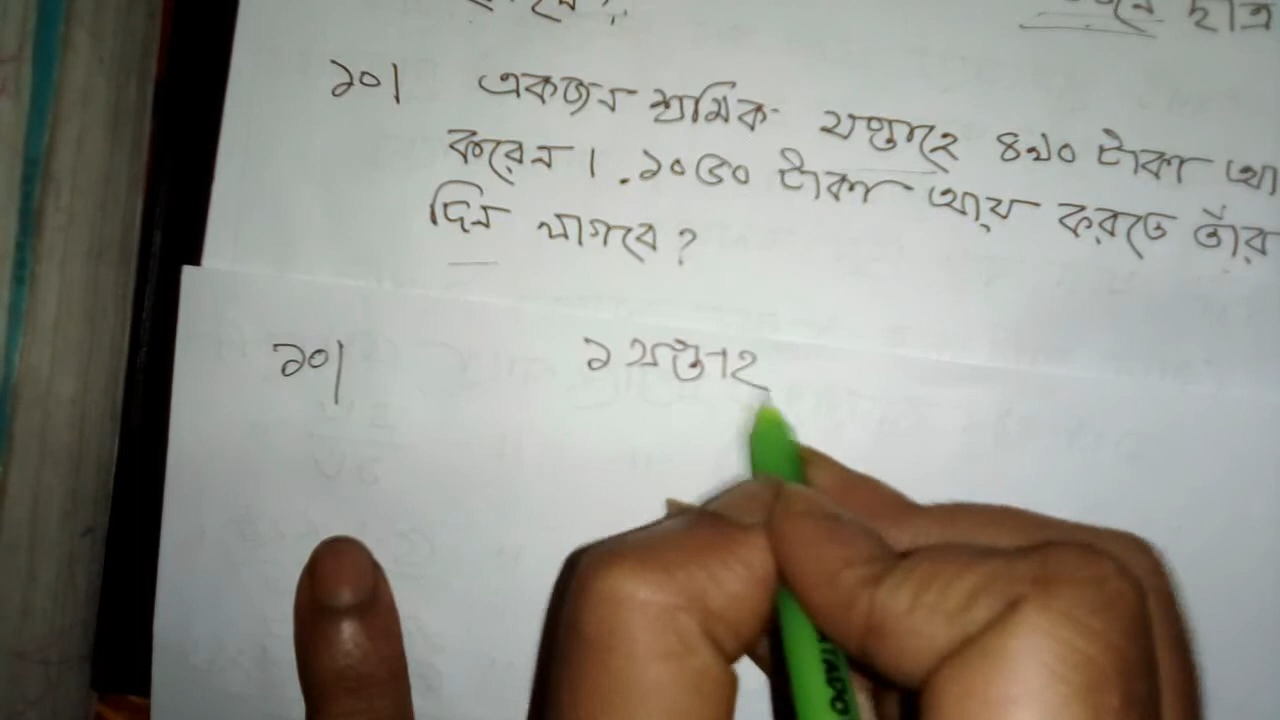 ১০। একজন শ্রমিক সপ্তাহে ৪৯০ টাকা আ
করেন। ১০৫০ টাকা আয় করতে তাঁর
দিন লাগবে?
১০। ১ সপ্তাহ